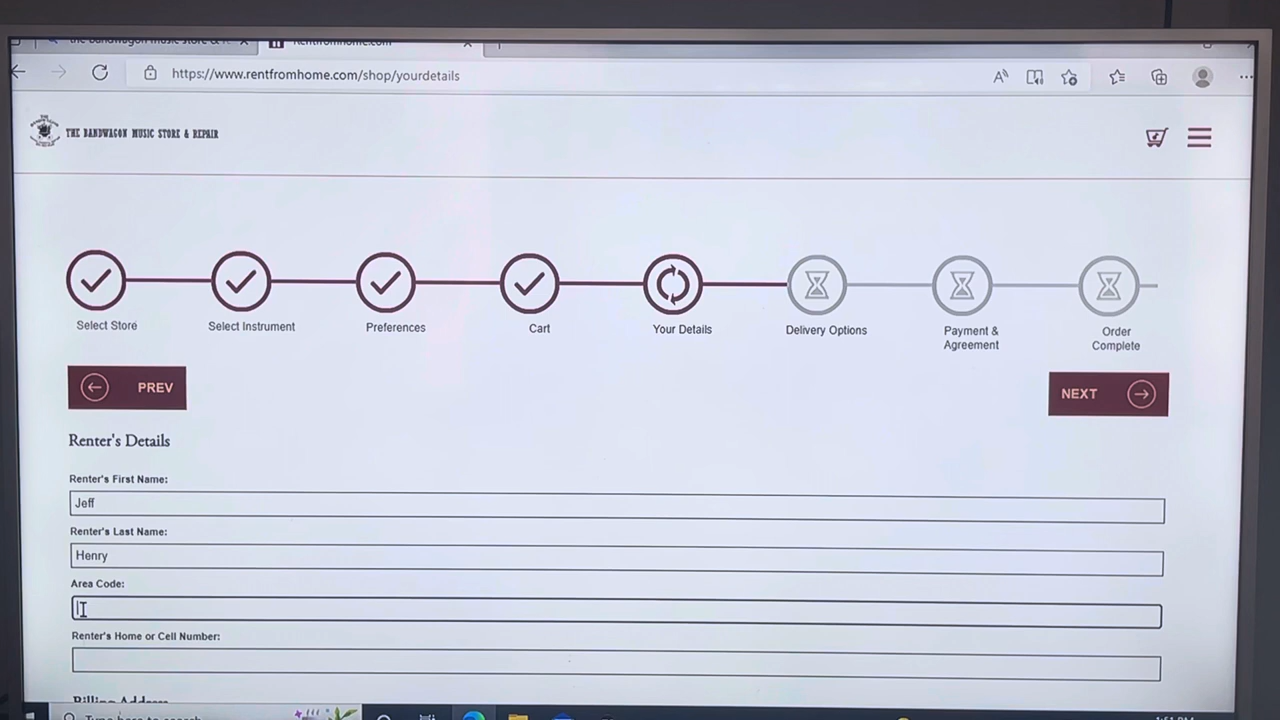 https://www.rentfromhome.com/shop/yourdetails
THE BANDWAGON MUSIC STORE & REPAIR
Select Store
Select Instrument
Preferences
Cart
Your Details
Delivery Options
Payment & Agreement
Order Complete
PREV
NEXT
Renter's Details
Renter's First Name:
Jeff
Renter's Last Name:
Henry
Area Code:
Renter's Home or Cell Number:
Billing Address